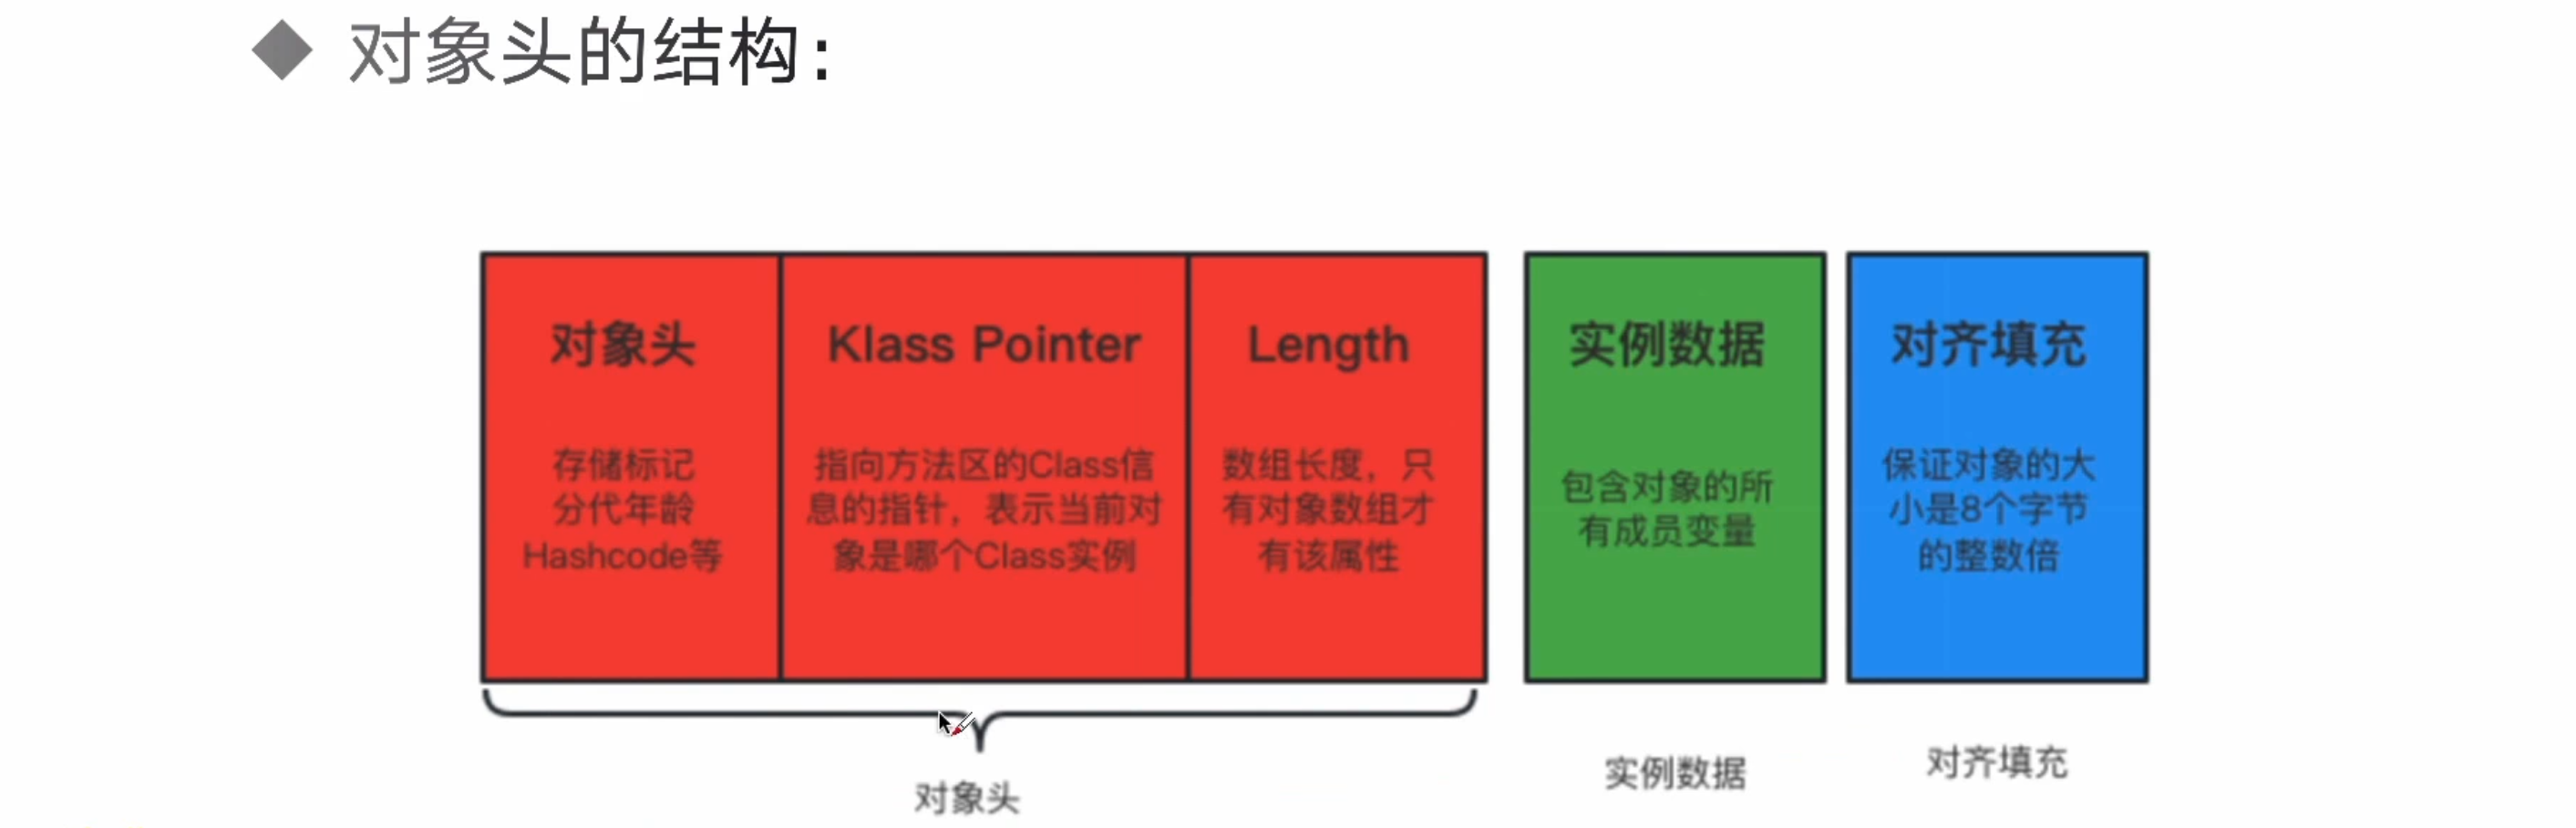 对象头的结构：
对象头
存储标记
分代年龄
Hashcode等
Klass Pointer
指向方法区的Class信
息的指针，表示当前对
象是哪个Class实例
Length
数组长度，只
有对象数组才
有该属性
实例数据
包含对象的所
有成员变量
对齐填充
保证对象的大
小是8个字节
的整数倍
对象头
实例数据
对齐填充